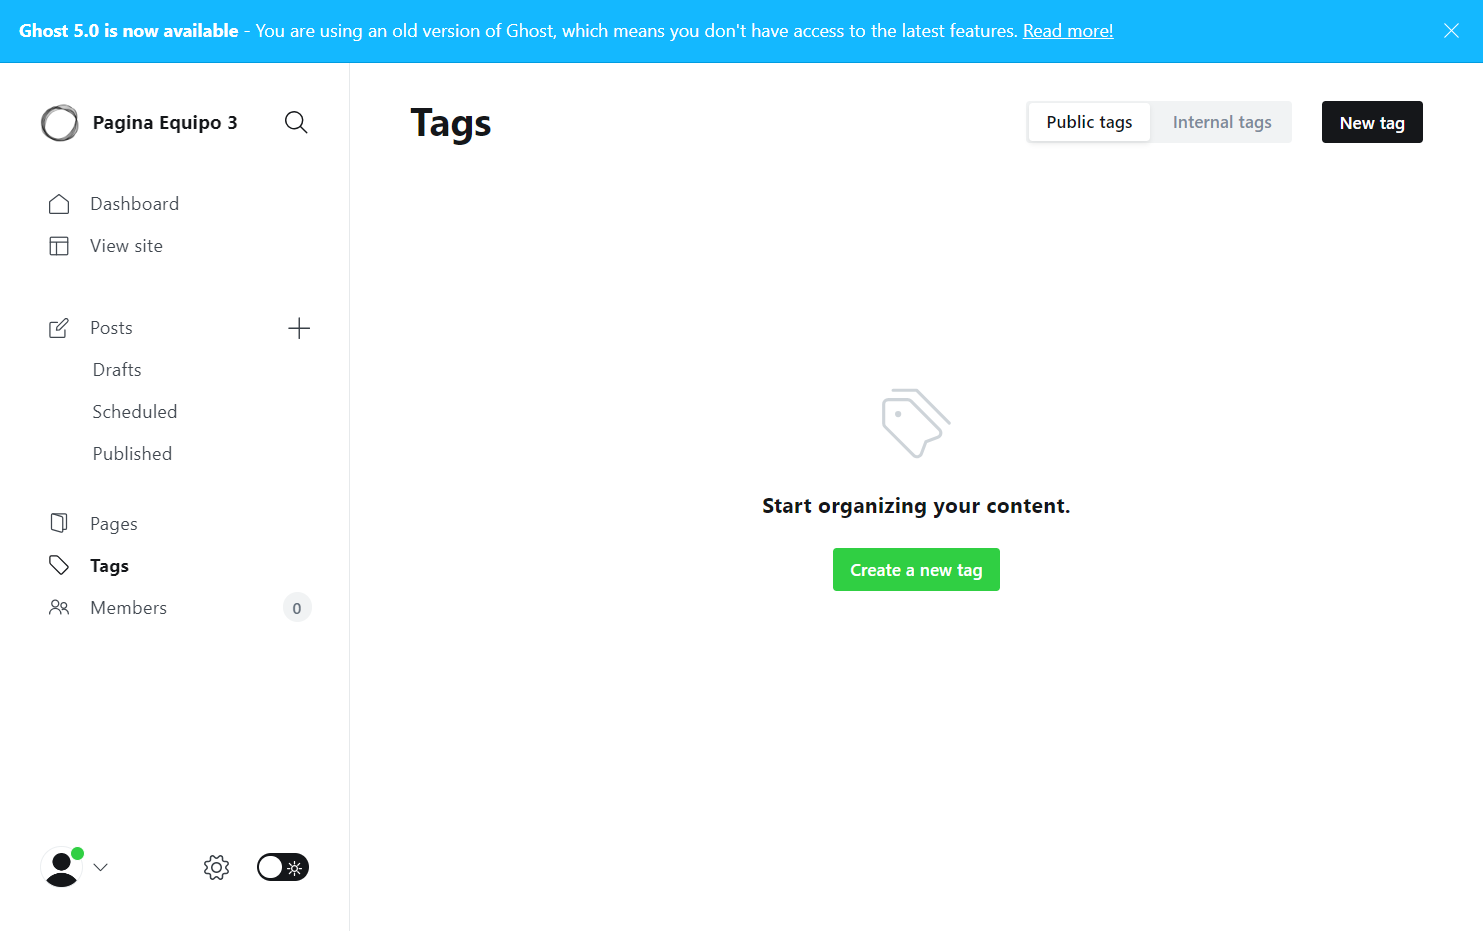 Ghost 5.0 is now available - You are using an old version of Ghost, which means you don't have access to the latest features. Read more!
Pagina Equipo 3
Dashboard
View site
Posts
Drafts
Scheduled
Published
Pages
Tags
Members
0
Tags
Public tags
Internal tags
New tag
Start organizing your content.
Create a new tag